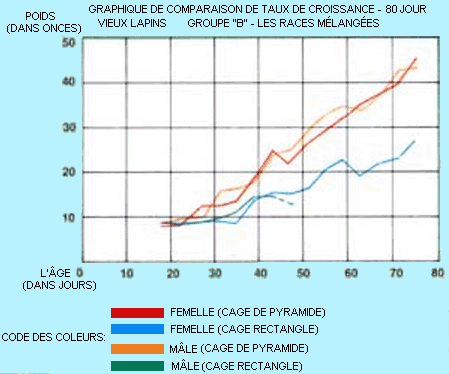 POIDS
(DANS ONCES)
GRAPHIQUE DE COMPARAISON DE TAUX DE CROISSANCE - 80 JOUR
VIEUX LAPINS GROUPE "B" - LES RACES MÉLANGÉES
50
40
30
20
10
L'ÂGE
(DANS JOURS)
0 10 20 30 40 50 60 70 80
CODE DES COLEURS:
FEMELLE (CAGE DE PYRAMIDE)
FEMELLE (CAGE RECTANGLE)
MÂLE (CAGE DE PYRAMIDE)
MÂLE (CAGE RECTANGLE)